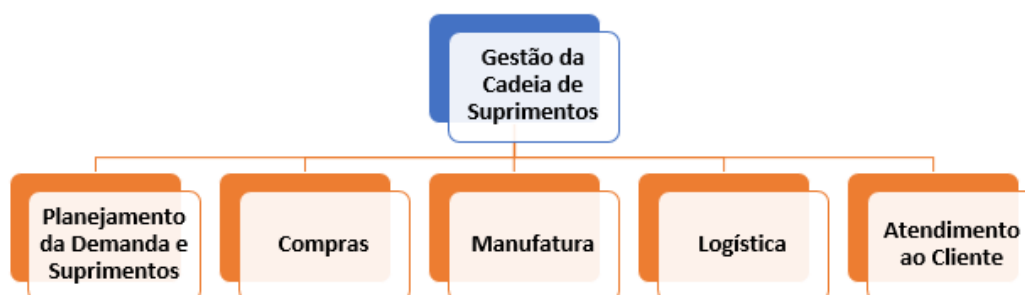 Gestão da
Cadeia de
Suprimentos
Planejamento
da Demanda e
Suprimentos
Compras
Manufatura
Logística
Atendimento
ao Cliente